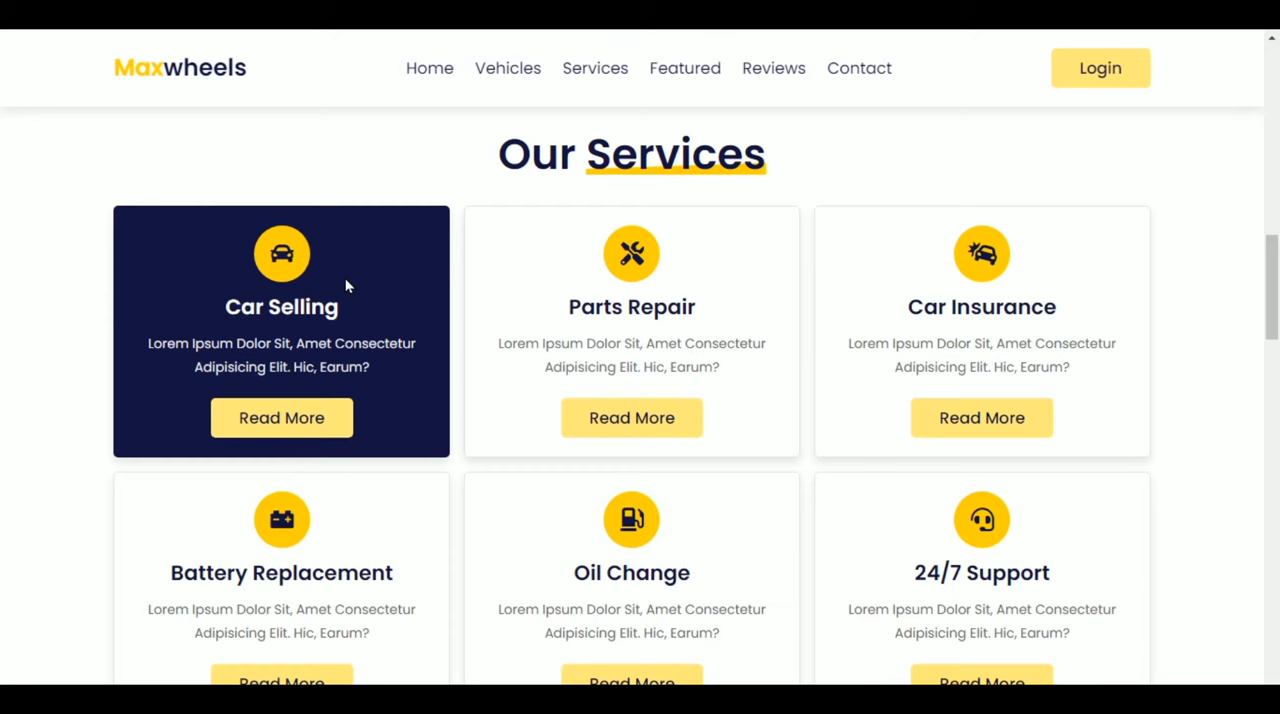 Maxwheels
Home Vehicles Services Featured Reviews Contact
Login
Our Services
Car Selling
Lorem Ipsum Dolor Sit, Amet Consectetur
Adipisicing Elit. Hic, Earum?
Read More
Parts Repair
Lorem Ipsum Dolor Sit, Amet Consectetur
Adipisicing Elit. Hic, Earum?
Read More
Car Insurance
Lorem Ipsum Dolor Sit, Amet Consectetur
Adipisicing Elit. Hic, Earum?
Read More
Battery Replacement
Lorem Ipsum Dolor Sit, Amet Consectetur
Adipisicing Elit. Hic, Earum?
Read More
Oil Change
Lorem Ipsum Dolor Sit, Amet Consectetur
Adipisicing Elit. Hic, Earum?
Read More
24/7 Support
Lorem Ipsum Dolor Sit, Amet Consectetur
Adipisicing Elit. Hic, Earum?
Read More